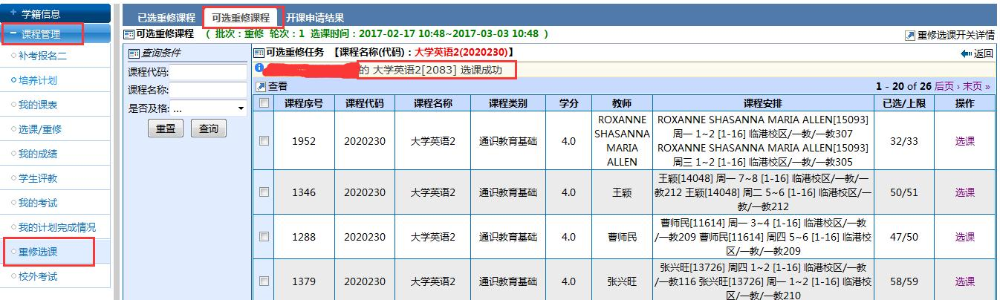 学籍信息
课程管理
补考报名二
培养计划
我的课表
选课/重修
我的成绩
学生评教
我的考试
我的计划完成情况
重修选课
校外考试
已选重修课程 可选重修课程 开课申请结果
可选重修课程 ( 批次：重修 轮次：1 选课时间：2017-02-17 10:48~2017-03-03 10:48 ) 重修选课开关详情
查询条件
课程代码:
课程名称:
是否及格: ...
重置 查询
可选重修任务 【课程名称(代码)：大学英语2(2020230)】 返回
的 大学英语2[2083] 选课成功
查看 1 - 20 of 26 后页 › 末页 »
课程序号 课程代码 课程名称 课程类别 学分 教师 课程安排 已选/上限 操作
1952 2020230 大学英语2 通识教育基础 4.0 ROXANNE SHASANNA MARIA ALLEN ROXANNE SHASANNA MARIA ALLEN[15093] 周一 1~2 [1-16] 临港校区/一教/一教307 ROXANNE SHASANNA MARIA ALLEN[15093] 周三 1~2 [1-16] 临港校区/一教/一教305 32/33 选课
1346 2020230 大学英语2 通识教育基础 4.0 王颖 王颖[14048] 周一 7~8 [1-16] 临港校区/一教/一教212 王颖[14048] 周二 5~6 [1-16] 临港校区/一教/一教212 50/51 选课
1288 2020230 大学英语2 通识教育基础 4.0 曹师民 曹师民[11614] 周一 3~4 [1-16] 临港校区/一教/一教209 曹师民[11614] 周四 5~6 [1-16] 临港校区/一教/一教209 47/50 选课
1379 2020230 大学英语2 通识教育基础 4.0 张兴旺 张兴旺[13726] 周四 1~2 [1-16] 临港校区/一教/一教116 张兴旺[13726] 周一 1~2 [1-16] 临港校区/一教/一教210 58/59 选课